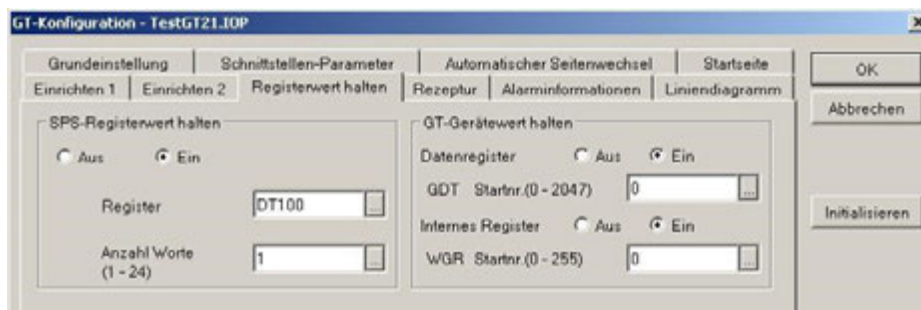 GT-Konfiguration - TestGT21.IOP
Grundeinstellung Schnittstellen-Parameter Automatischer Seitenwechsel Startseite
Einrichten 1 Einrichten 2 Registerwert halten Rezeptur Alarminformationen Liniendiagramm
OK
Abbrechen
Initialisieren
SPS-Registerwert halten
Aus Ein
Register DT100 ...
Anzahl Worte
(1 - 24)
1 ...
GT-Gerätewert halten
Datenregister Aus Ein
GDT Startnr.(0 - 2047) 0 ...
Internes Register Aus Ein
WGR Startnr.(0 - 255) 0 ...